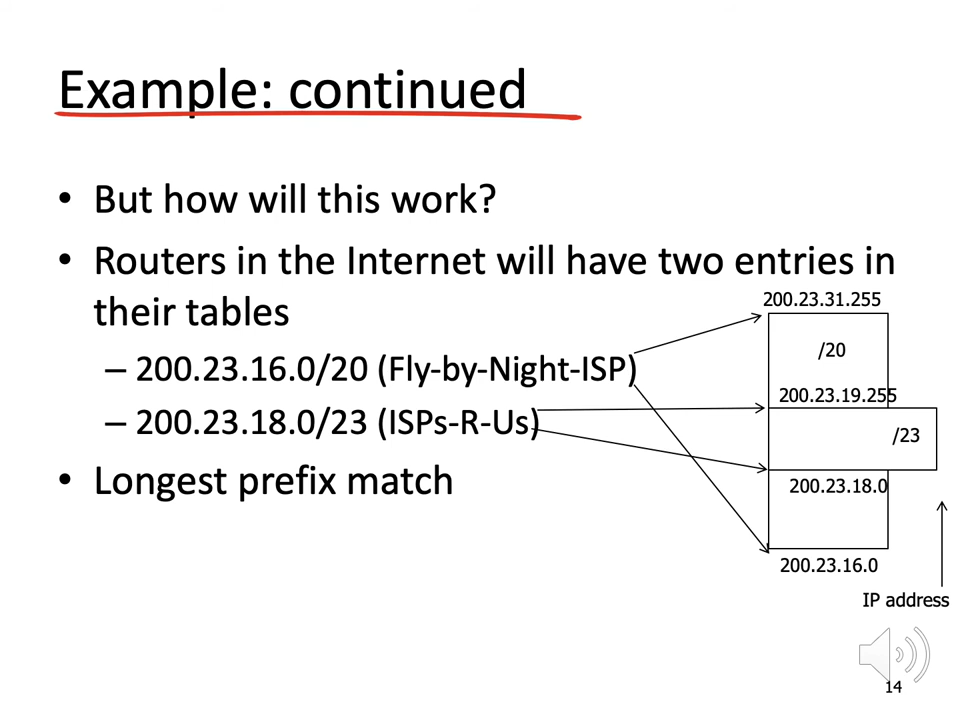 Example: continued
• But how will this work?
• Routers in the Internet will have two entries in
their tables
– 200.23.16.0/20 (Fly-by-Night-ISP)
– 200.23.18.0/23 (ISPs-R-Us)
• Longest prefix match
200.23.31.255
/20
200.23.19.255
/23
200.23.18.0
200.23.16.0
IP address
14